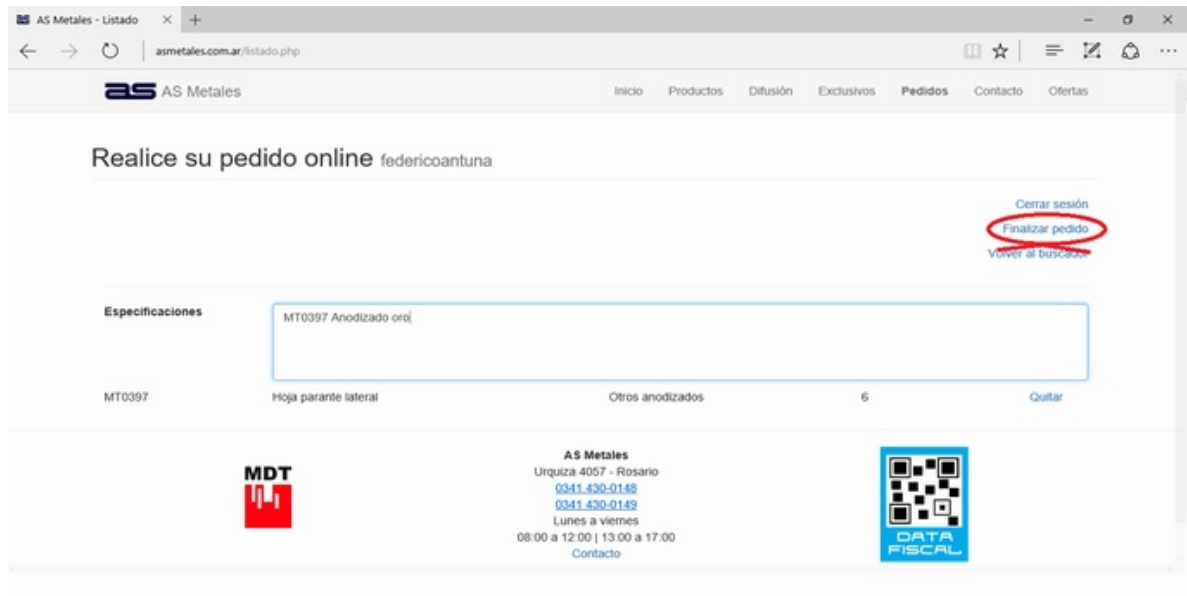 AS Metales - Listado
asmetales.com.ar/listado.php
as AS Metales
Inicio Productos Difusión Exclusivos Pedidos Contacto Ofertas
Realice su pedido online federicoantuna
Cerrar sesión
Finalizar pedido
Volver al buscador
Especificaciones
MT0397 Anodizado oro
MT0397 Hoja parante lateral Otros anodizados 6 Quitar
MDT
AS Metales
Urquiza 4057 - Rosario
0341 430-0148
0341 430-0149
Lunes a viernes
08:00 a 12:00 | 13:00 a 17:00
Contacto
DATA
FISCAL